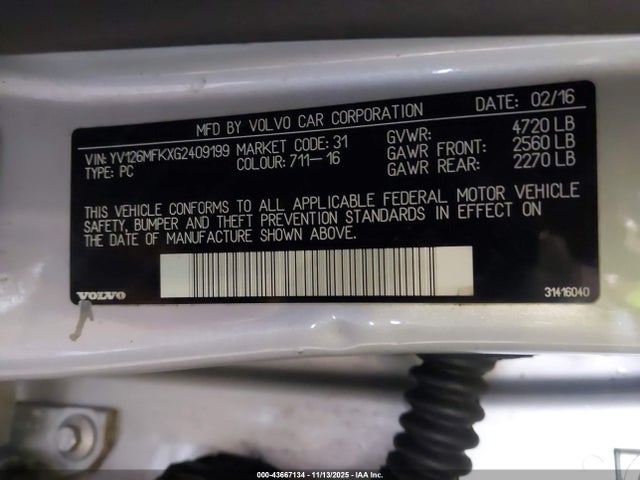 MFD BY VOLVO CAR CORPORATION DATE: 02/16
VIN: YV126MFKXG2409199 MARKET CODE: 31 GVWR: 4720 LB
TYPE: PC COLOUR: 711-16 GAWR FRONT: 2560 LB
GAWR REAR: 2270 LB
THIS VEHICLE CONFORMS TO ALL APPLICABLE FEDERAL MOTOR VEHICLE
SAFETY, BUMPER AND THEFT PREVENTION STANDARDS IN EFFECT ON
THE DATE OF MANUFACTURE SHOWN ABOVE.
VOLVO 31416040
000-43667134 - 11/13/2025 - IAA Inc.